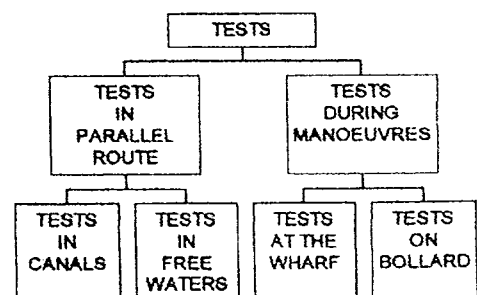 TESTS
TESTS
IN
PARALLEL
ROUTE
TESTS
DURING
MANOEUVRES
TESTS
IN
CANALS
TESTS
IN
FREE
WATERS
TESTS
AT THE
WHARF
TESTS
ON
BOLLARD